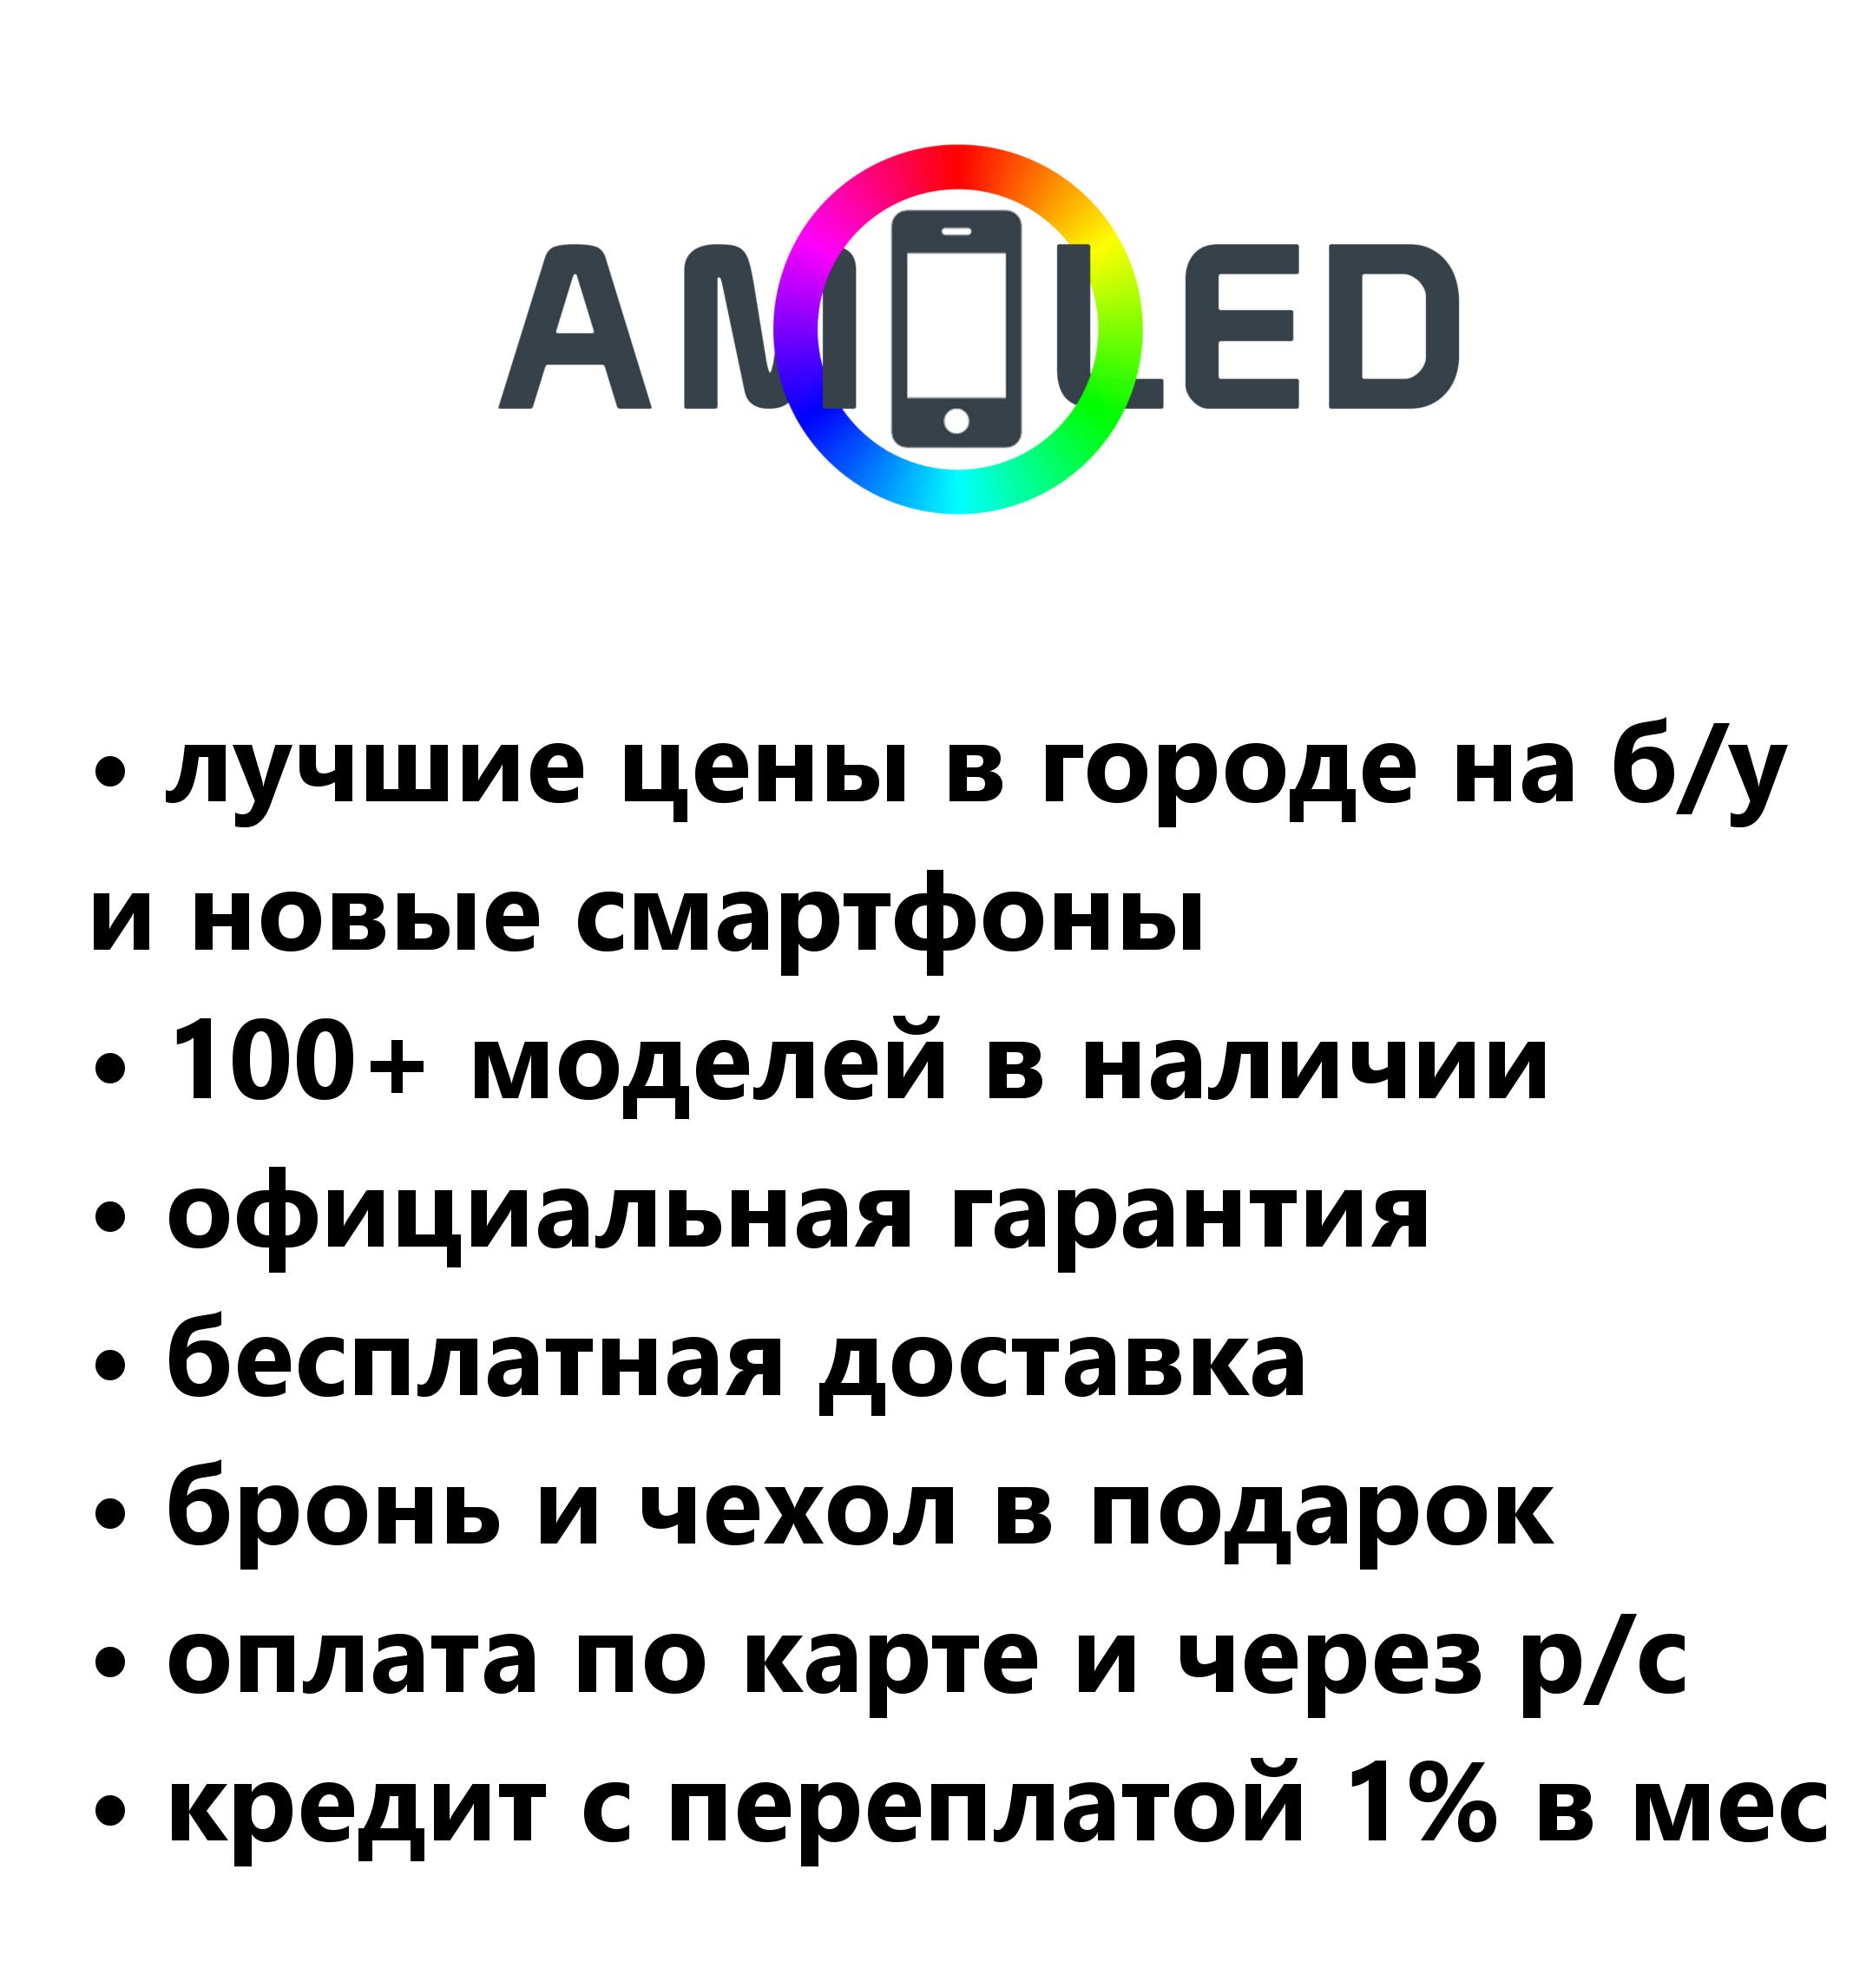 AMOLED
• лучшие цены в городе на б/у
и новые смартфоны
• 100+ моделей в наличии
• официальная гарантия
• бесплатная доставка
• бронь и чехол в подарок
• оплата по карте и через р/с
• кредит с переплатой 1% в мес